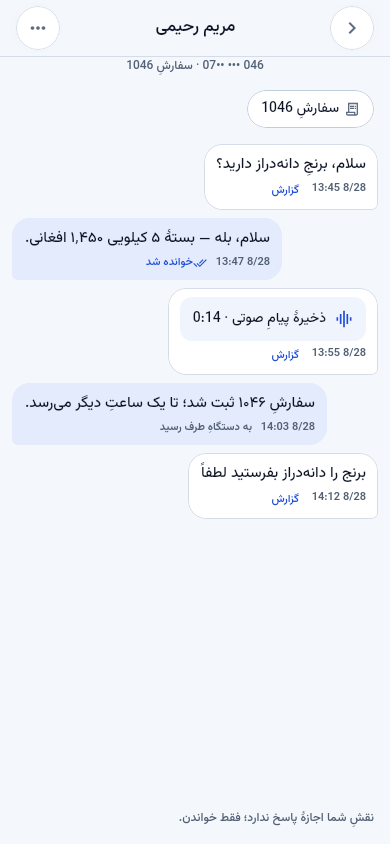 مریم رحیمی
046 ••• ••07 · سفارشِ 1046
سفارشِ 1046
سلام، برنجِ دانه‌دراز دارید؟
13:45 8/28 گزارش
سلام، بله — بستهٔ ۵ کیلویی ۱,۴۵۰ افغانی.
13:47 8/28 خوانده شد
ذخیرهٔ پیامِ صوتی · 0:14
13:55 8/28 گزارش
سفارشِ ۱۰۴۶ ثبت شد؛ تا یک ساعتِ دیگر می‌رسد.
14:03 8/28 به دستگاهِ طرف رسید
برنج را دانه‌دراز بفرستید لطفاً
14:12 8/28 گزارش
نقشِ شما اجازهٔ پاسخ ندارد؛ فقط خواندن.